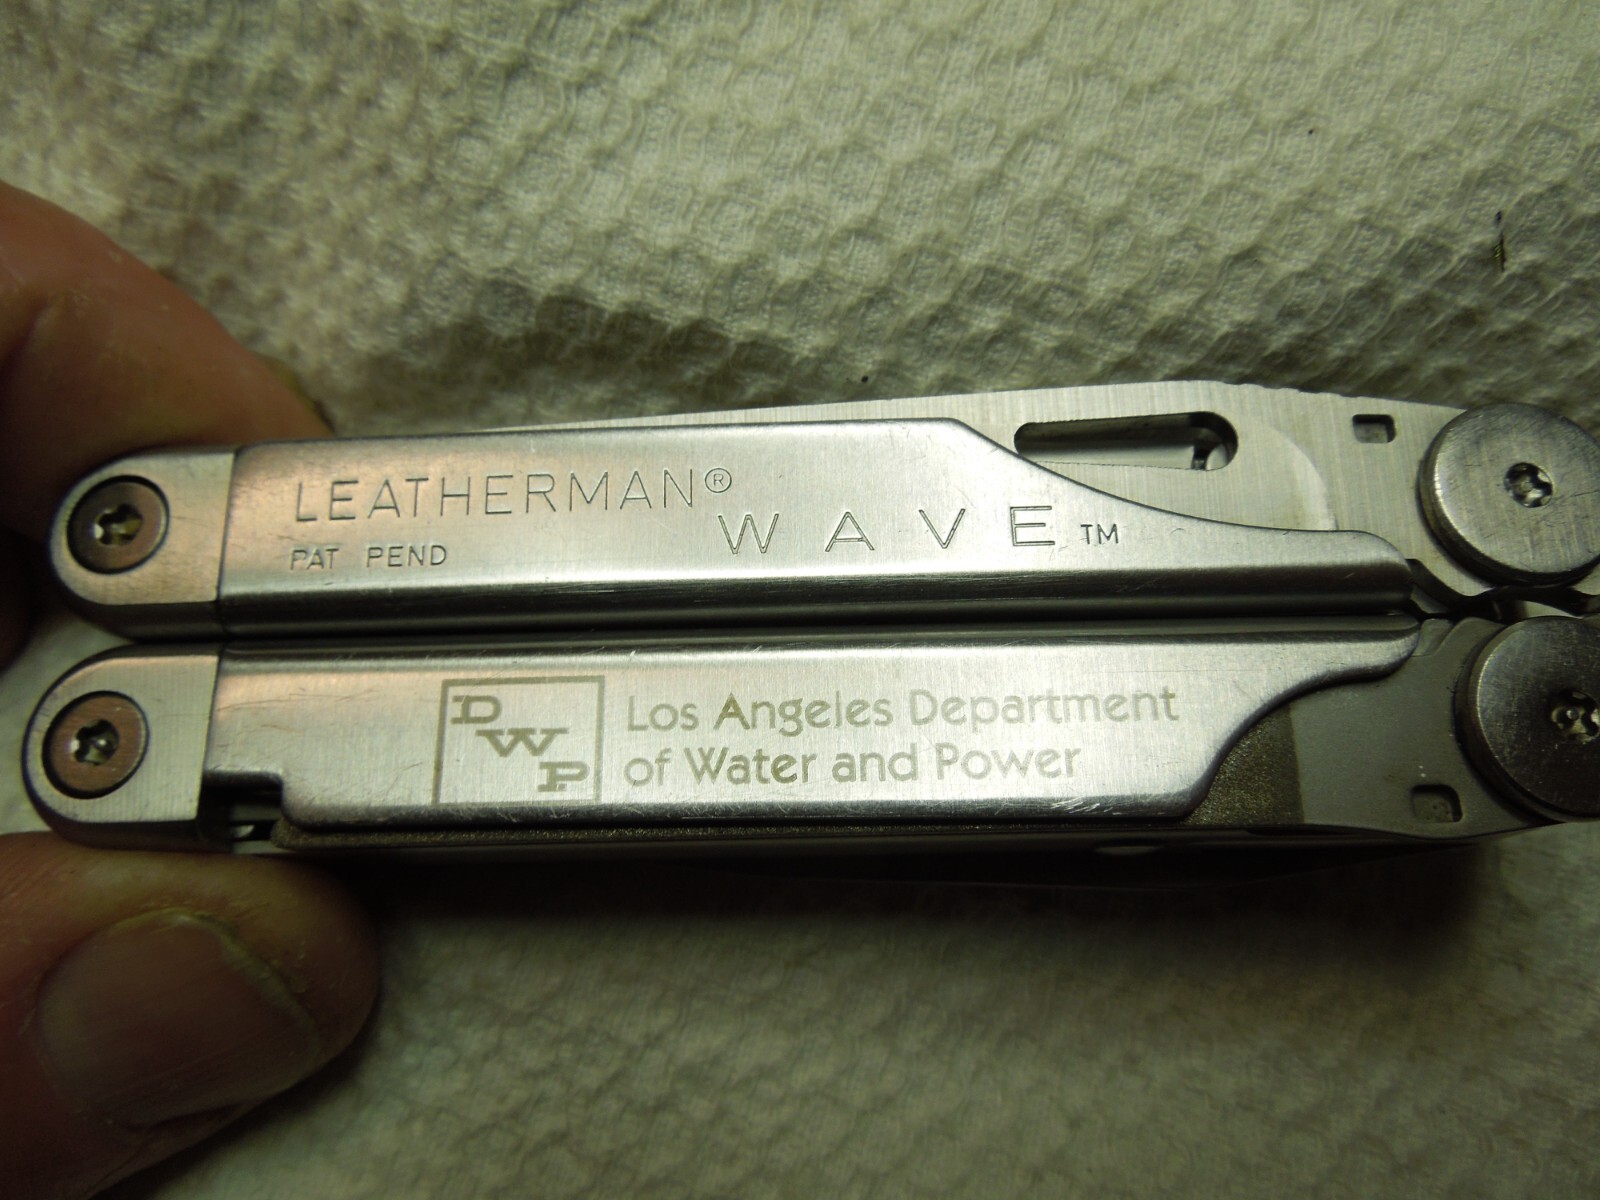 LEATHERMAN®
WAVE™
PAT PEND
DWP
Los Angeles Department
of Water and Power